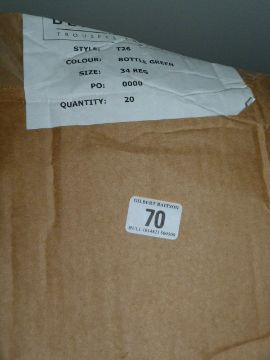 TROUSERS
STYLE: T26
COLOUR: BOTTLE GREEN
SIZE: 34 REG
PO: 0000
QUANTITY: 20
GILBERT BAITSON
70
HULL (01482) 500500